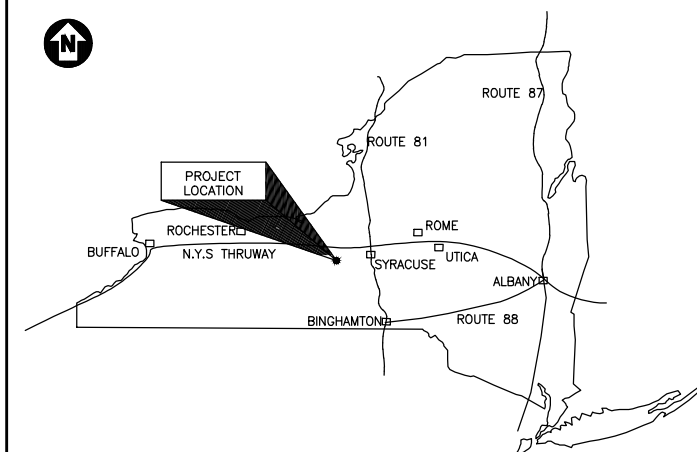 N
ROUTE 87
ROUTE 81
PROJECT
LOCATION
ROCHESTER
ROME
BUFFALO
N.Y.S THRUWAY
SYRACUSE
UTICA
ALBANY
BINGHAMTON
ROUTE 88